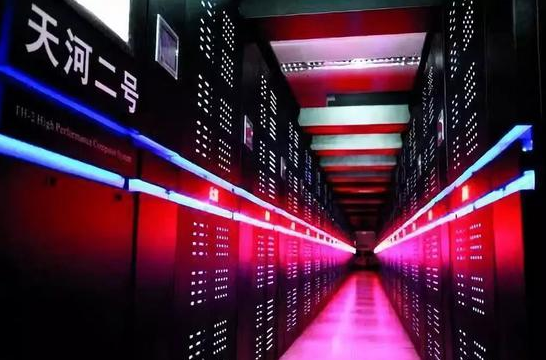 天河二号
TH-2 High Performance Computer System